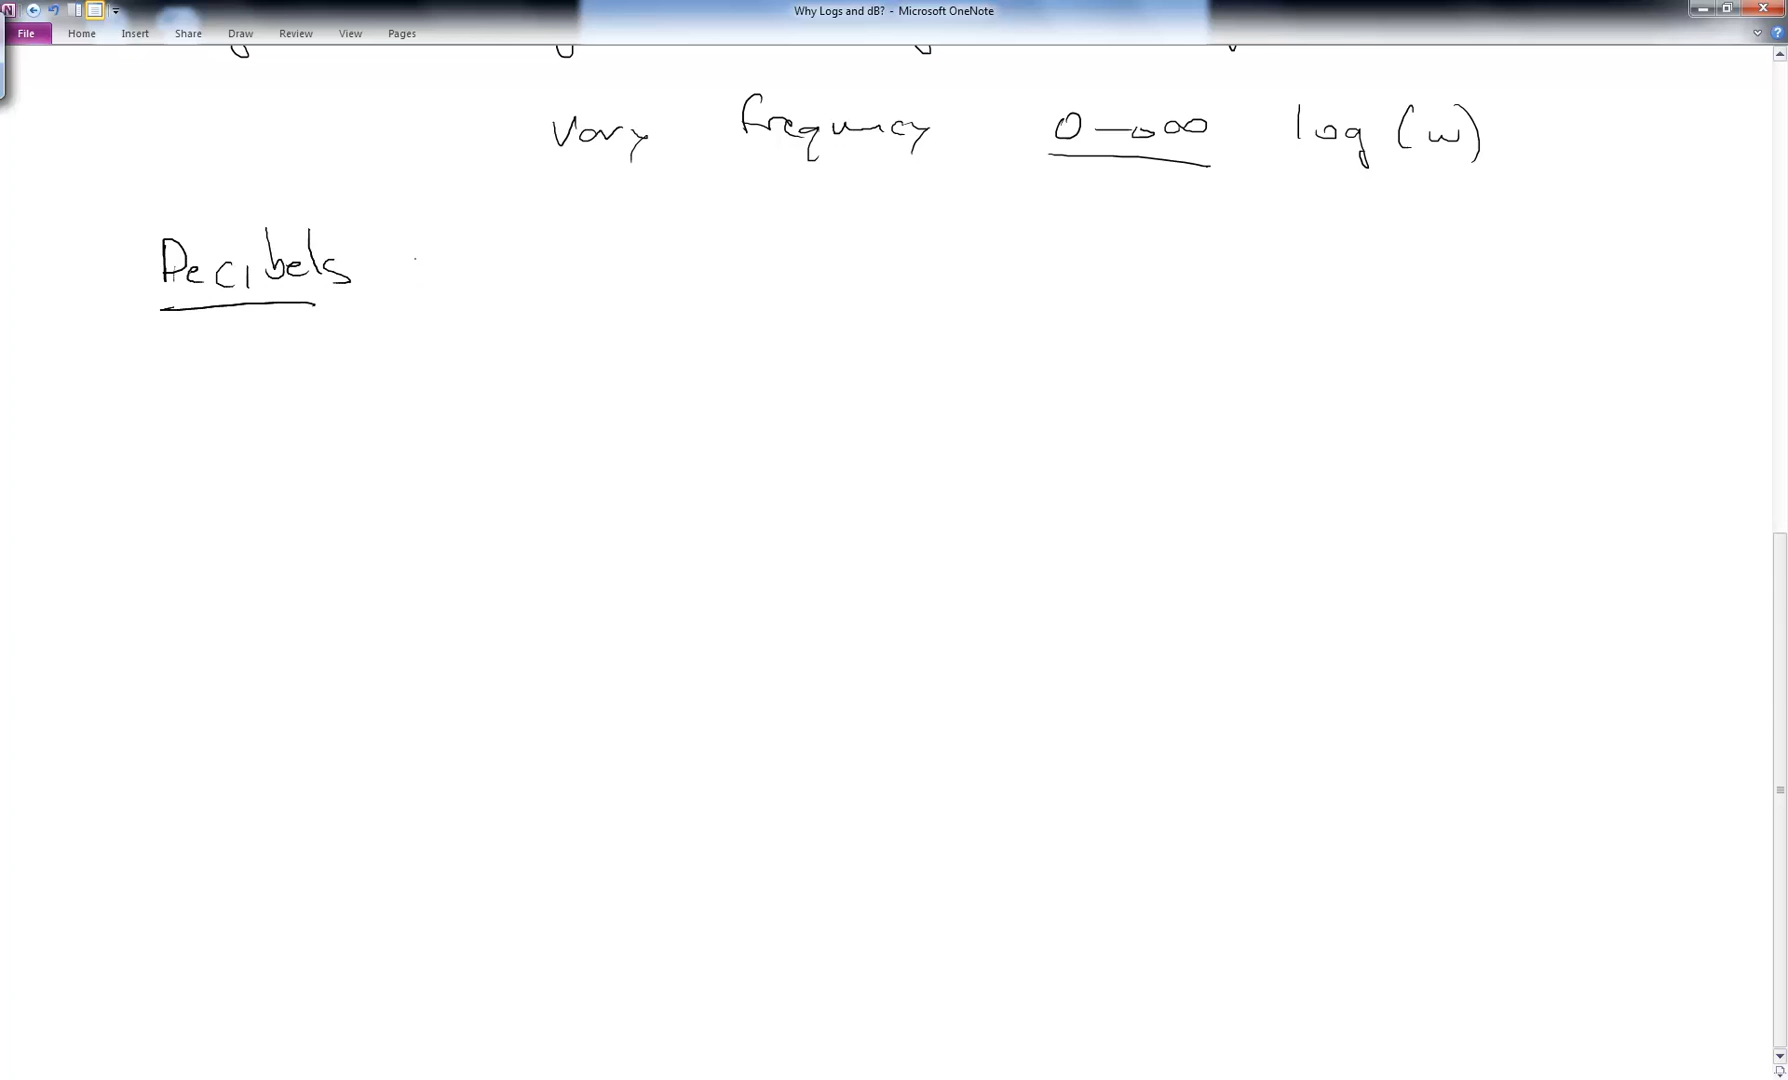 Why Logs and dB? - Microsoft OneNote
File Home Insert Share Draw Review View Pages
vary frequency 0→∞ log (w)
Decibels